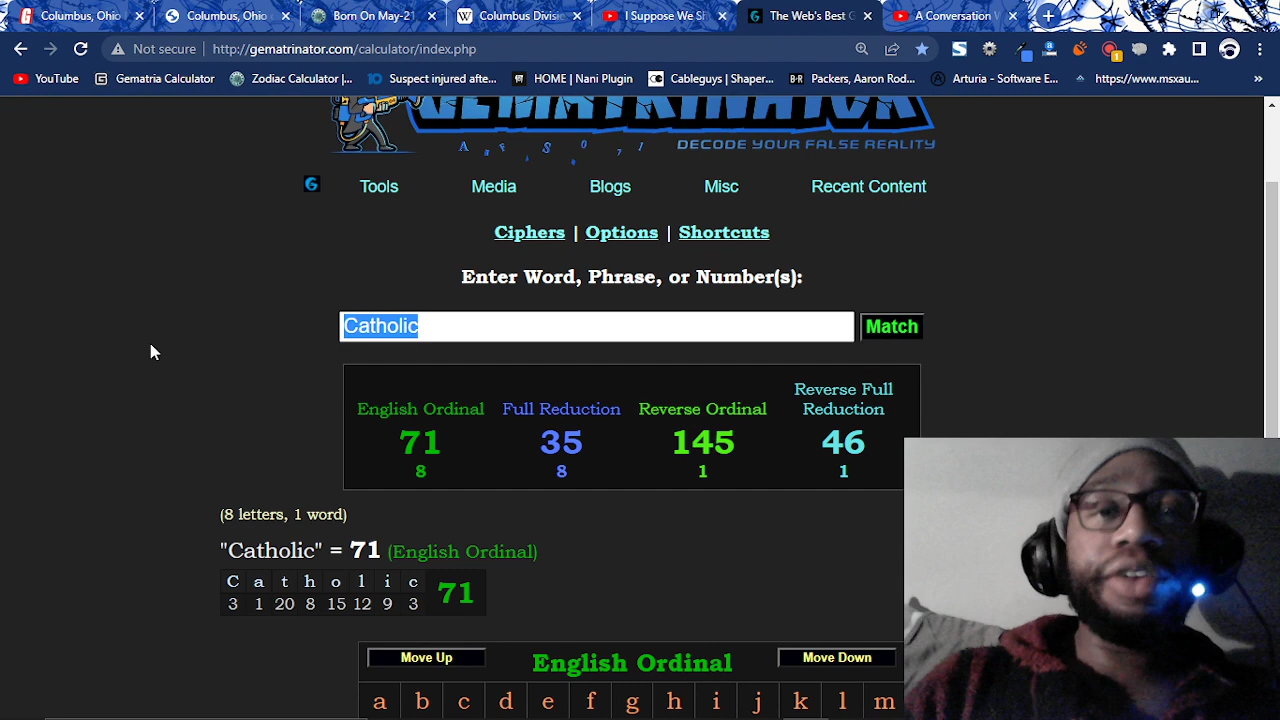 Columbus, Ohio
Columbus, Ohio
Born On May-21
Columbus Divisio
I Suppose We Sh
The Web's Best G
A Conversation W
Not secure
http://gematrinator.com/calculator/index.php
YouTube
Gematria Calculator
Zodiac Calculator |...
Suspect injured afte...
HOME | Nani Plugin
Cableguys | Shaper...
Packers, Aaron Rod...
Arturia - Software E...
https://www.msxau...
GEMATRINATOR
DECODE YOUR FALSE REALITY
Tools
Media
Blogs
Misc
Recent Content
Ciphers | Options | Shortcuts
Enter Word, Phrase, or Number(s):
Catholic
Match
English Ordinal
Full Reduction
Reverse Ordinal
Reverse Full Reduction
71
35
145
46
8
8
1
1
(8 letters, 1 word)
"Catholic" = 71 (English Ordinal)
C a t h o l i c
3 1 20 8 15 12 9 3
71
Move Up
English Ordinal
Move Down
a b c d e f g h i j k l m